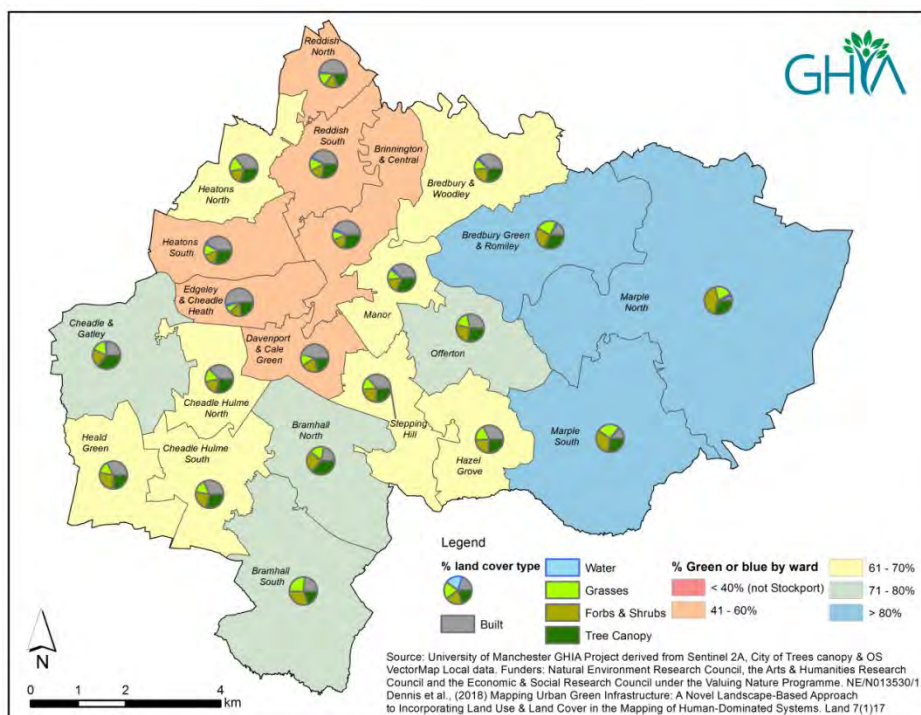 GHIA
Reddish
North
Reddish
South
Brinnington
& Central
Heatons
North
Bredbury &
Woodley
Bredbury Green
& Romiley
Heatons
South
Edgeley
& Cheadle
Heath
Manor
Marple
North
Cheadle &
Gatley
Davenport
& Cale
Green
Offerton
Cheadle Hulme
North
Stepping
Hill
Bramhall
North
Marple
South
Heald
Green
Cheadle Hulme
South
Hazel
Grove
Bramhall
South
Legend
% land cover type
Built
Water
Grasses
Forbs & Shrubs
Tree Canopy
% Green or blue by ward
< 40% (not Stockport)
41 - 60%
61 - 70%
71 - 80%
> 80%
N
0 1 2 4
km
Source: University of Manchester GHIA Project derived from Sentinel 2A, City of Trees canopy & OS
VectorMap Local data. Funders: Natural Environment Research Council, the Arts & Humanities Research
Council and the Economic & Social Research Council under the Valuing Nature Programme. NE/N013530/1
Dennis et al., (2018) Mapping Urban Green Infrastructure: A Novel Landscape-Based Approach
to Incorporating Land Use & Land Cover in the Mapping of Human-Dominated Systems. Land 7(1)17